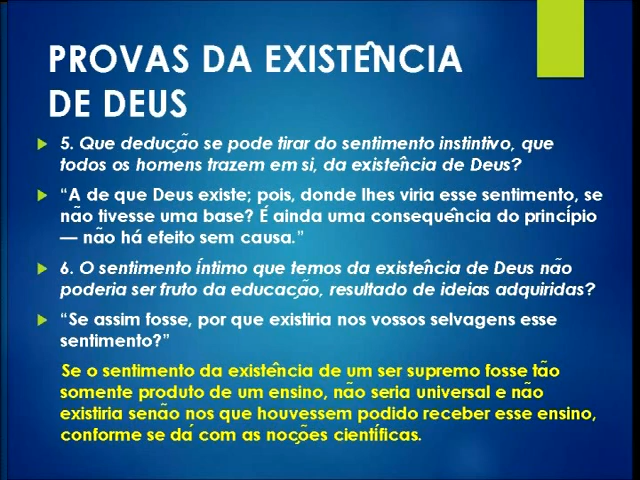 PROVAS DA EXISTÊNCIA
DE DEUS
5. Que dedução se pode tirar do sentimento instintivo, que
todos os homens trazem em si, da existência de Deus?
“A de que Deus existe; pois, donde lhes viria esse sentimento, se
não tivesse uma base? É ainda uma consequência do princípio
— não há efeito sem causa.”
6. O sentimento íntimo que temos da existência de Deus não
poderia ser fruto da educação, resultado de ideias adquiridas?
“Se assim fosse, por que existiria nos vossos selvagens esse
sentimento?”
Se o sentimento da existência de um ser supremo fosse tão
somente produto de um ensino, não seria universal e não
existiria senão nos que houvessem podido receber esse ensino,
conforme se dá com as noções científicas.